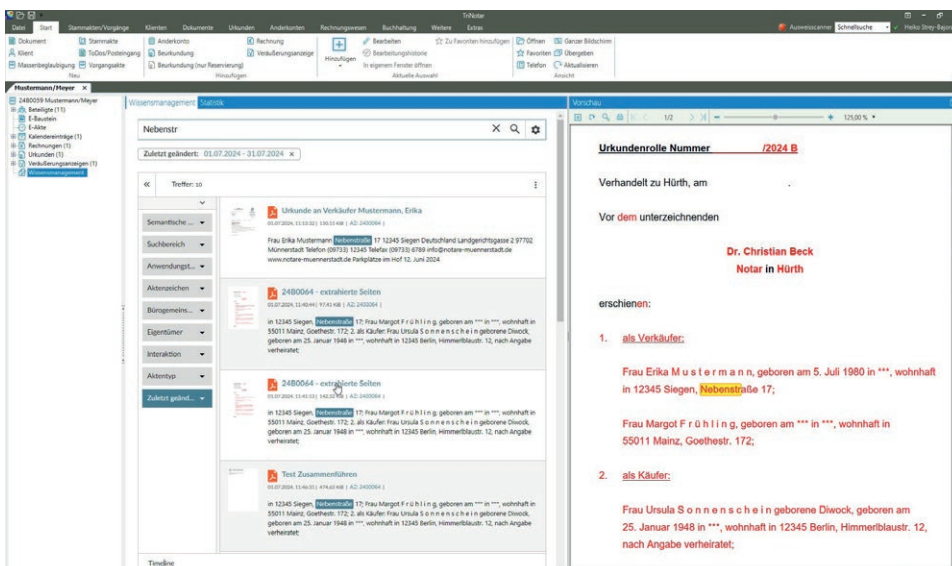 TriNotar
Datei Start Stammakten/Vorgänge Klienten Dokumente Urkunden Anderkonten Rechnungswesen Buchhaltung Weitere Extras
Ausweisscanner Schnellsuche Heiko Strey-Bajora
Dokument Stammakte Anderkonto Rechnung Bearbeiten Zu Favoriten hinzufügen Öffnen Ganzer Bildschirm
Klient ToDos/Posteingang Beurkundung Veräußerungsanzeige Hinzufügen Bearbeitungshistorie Favoriten Übergeben
Massenbeglaubigung Vorgangsakte Beurkundung (nur Reservierung) In eigenem Fenster öffnen Telefon Aktualisieren
Neu Hinzufügen Aktuelle Auswahl Ansicht
Mustermann/Meyer X
24B0059 Mustermann/Meyer
Beteiligte (11)
E-Baustein
E-Akte
Kalendereinträge (1)
Rechnungen (1)
Urkunden (1)
Veräußerungsanzeigen (1)
Wissensmanagement
Wissensmanagement Statistik
Nebenstr
Zuletzt geändert: 01.07.2024 - 31.07.2024 x
Treffer: 10
Semantische ...
Suchbereich
Anwendungst...
Aktenzeichen
Bürogemeins...
Eigentümer
Interaktion
Aktentyp
Zuletzt geänd...
Urkunde an Verkäufer Mustermann, Erika
Frau Erika Mustermann Nebenstraße 17 12345 Siegen Deutschland Landgerichtsgasse 2 97702
Münnerstadt Telefon (09733) 12345 Telefax (09733) 6789 info@notare-muennerstadt.de
www.notare-muennerstadt.de Parkplätze im Hof 12. Juni 2024
24B0064 - extrahierte Seiten
in 12345 Siegen, Nebenstraße 17; Frau Margot F r ü h l i n g, geboren am *** in ***, wohnhaft in
55011 Mainz, Goethestr. 172; 2. als Käufer: Frau Ursula S o n n e n s c h e i n geborene Diwock,
geboren am 25. Januar 1948 in ***, wohnhaft in 12345 Berlin, Himmerlblaustr. 12, nach Angabe
verheiratet;
24B0064 - extrahierte Seiten
in 12345 Siegen, Nebenstraße 17; Frau Margot F r ü h l i n g, geboren am *** in ***, wohnhaft in
55011 Mainz, Goethestr. 172; 2. als Käufer: Frau Ursula S o n n e n s c h e i n geborene Diwock,
geboren am 25. Januar 1948 in ***, wohnhaft in 12345 Berlin, Himmerlblaustr. 12, nach Angabe
verheiratet;
Test Zusammenführen
in 12345 Siegen, Nebenstraße 17; Frau Margot F r ü h l i n g, geboren am *** in ***, wohnhaft in
55011 Mainz, Goethestr. 172; 2. als Käufer: Frau Ursula S o n n e n s c h e i n geborene Diwock,
geboren am 25. Januar 1948 in ***, wohnhaft in 12345 Berlin, Himmerlblaustr. 12, nach Angabe
verheiratet;
Timeline
Vorschau
1/2 125,00 %
Urkundenrolle Nummer /2024 B
Verhandelt zu Hürth, am .
Vor dem unterzeichnenden
Dr. Christian Beck
Notar in Hürth
erschienen:
1. als Verkäufer:
Frau Erika M u s t e r m a n n, geboren am 5. Juli 1980 in ***, wohnhaft
in 12345 Siegen, Nebenstraße 17;
Frau Margot F r ü h l i n g, geboren am *** in ***, wohnhaft in
55011 Mainz, Goethestr. 172;
2. als Käufer:
Frau Ursula S o n n e n s c h e i n geborene Diwock, geboren am
25. Januar 1948 in ***, wohnhaft in 12345 Berlin, Himmerlblaustr. 12,
nach Angabe verheiratet;